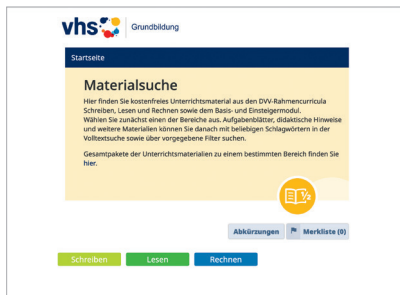 vhs Grundbildung
Startseite
Materialsuche
Hier finden Sie kostenfreies Unterrichtsmaterial aus den DVV-Rahmencurricula
Schreiben, Lesen und Rechnen sowie dem Basis- und Einsteigermodul.
Wählen Sie zunächst einen der Bereiche aus. Aufgabenblätter, didaktische Hinweise
und weitere Materialien können Sie danach mit beliebigen Schlagwörtern in der
Volltextsuche sowie über vorgegebene Filter suchen.
Gesamtpakete der Unterrichtsmaterialien zu einem bestimmten Bereich finden Sie
hier.
½
Abkürzungen Merkliste (0)
Schreiben Lesen Rechnen